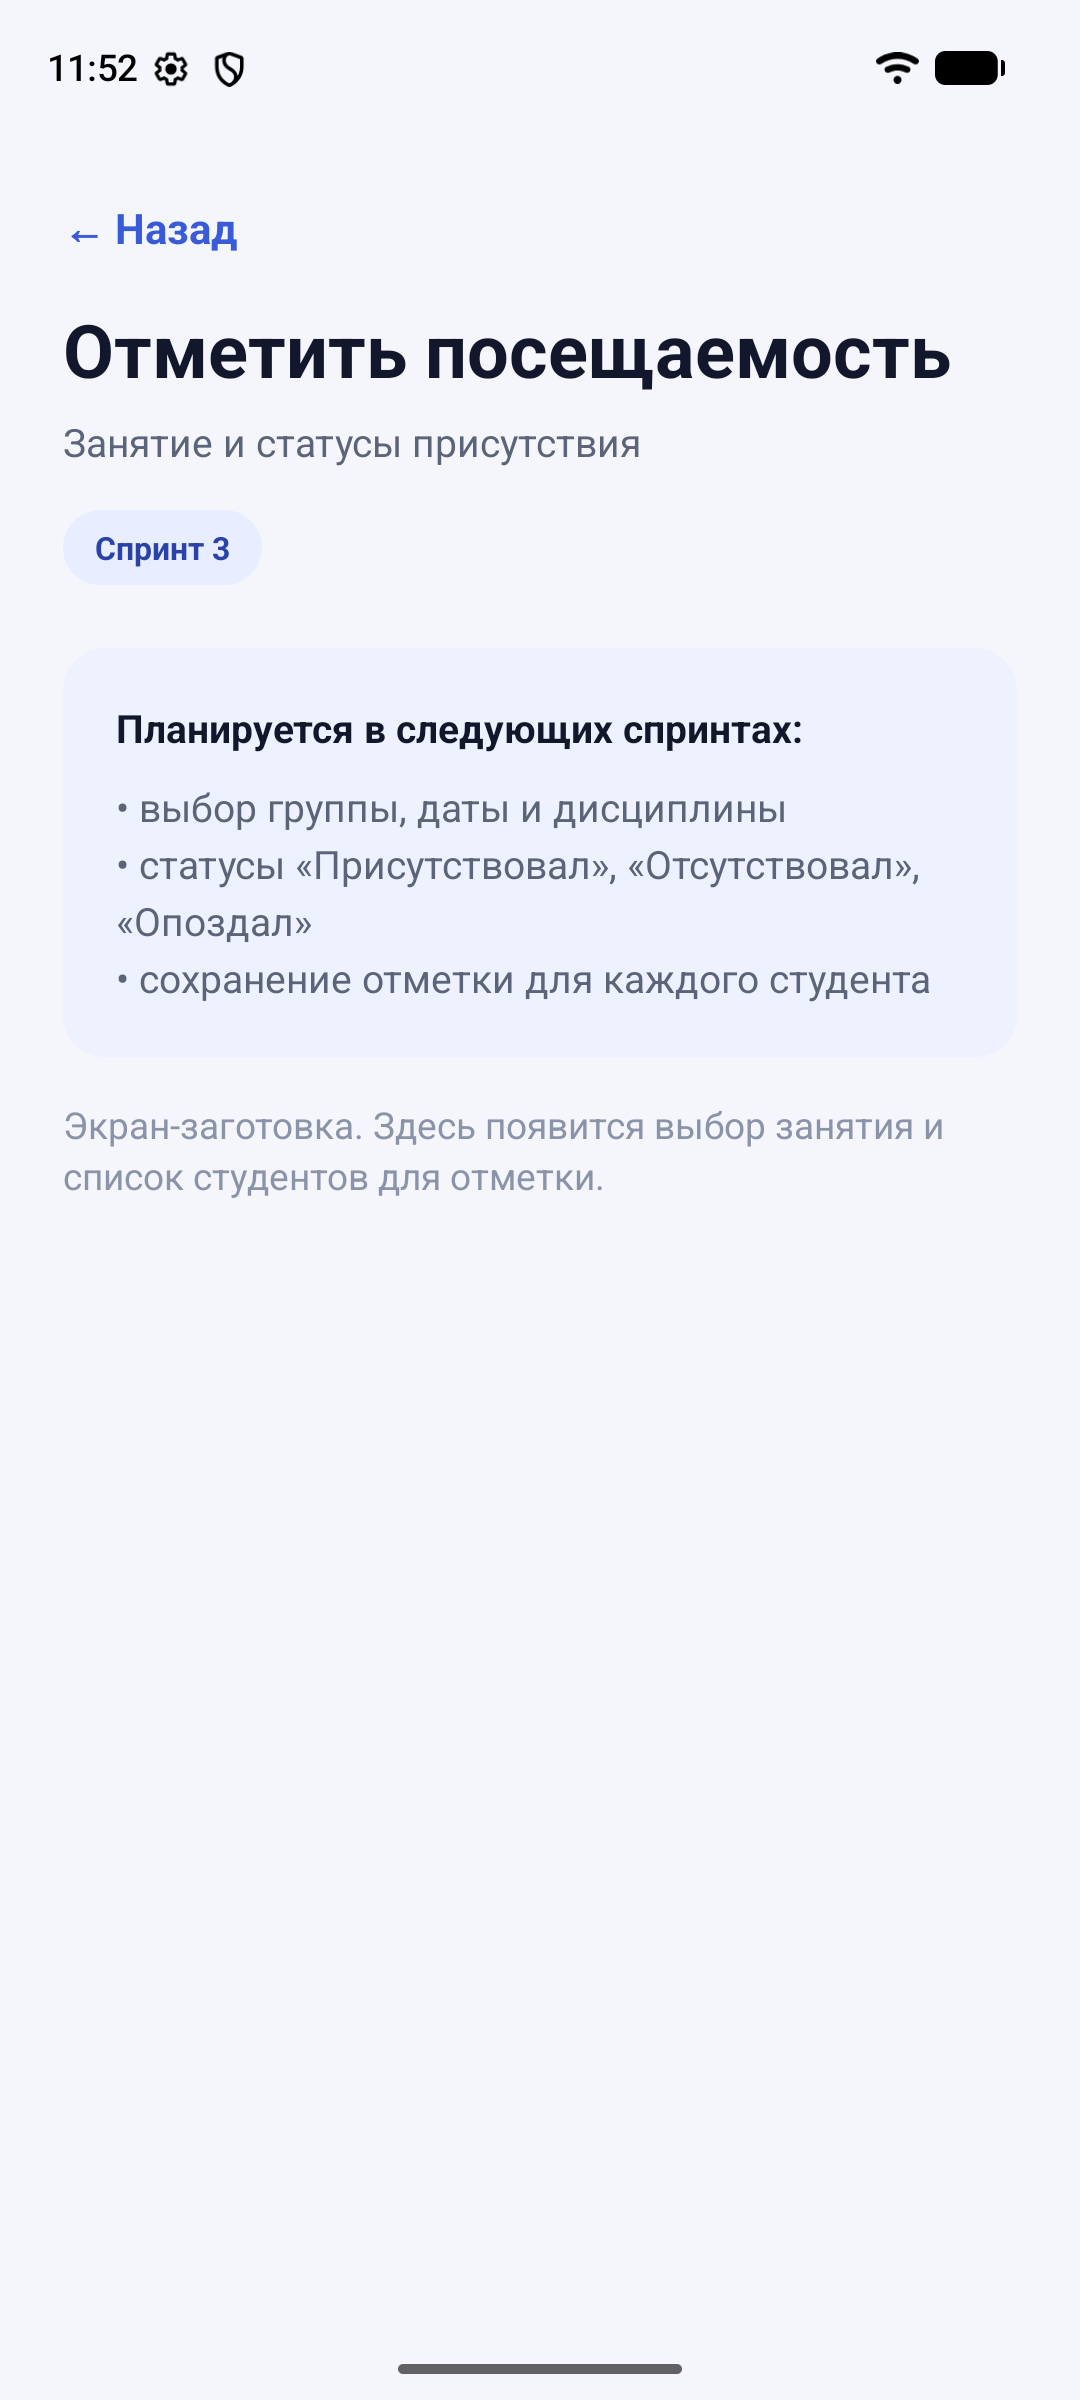 11:52
← Назад
Отметить посещаемость
Занятие и статусы присутствия
Спринт 3
Планируется в следующих спринтах:
• выбор группы, даты и дисциплины
• статусы «Присутствовал», «Отсутствовал»,
«Опоздал»
• сохранение отметки для каждого студента
Экран-заготовка. Здесь появится выбор занятия и
список студентов для отметки.